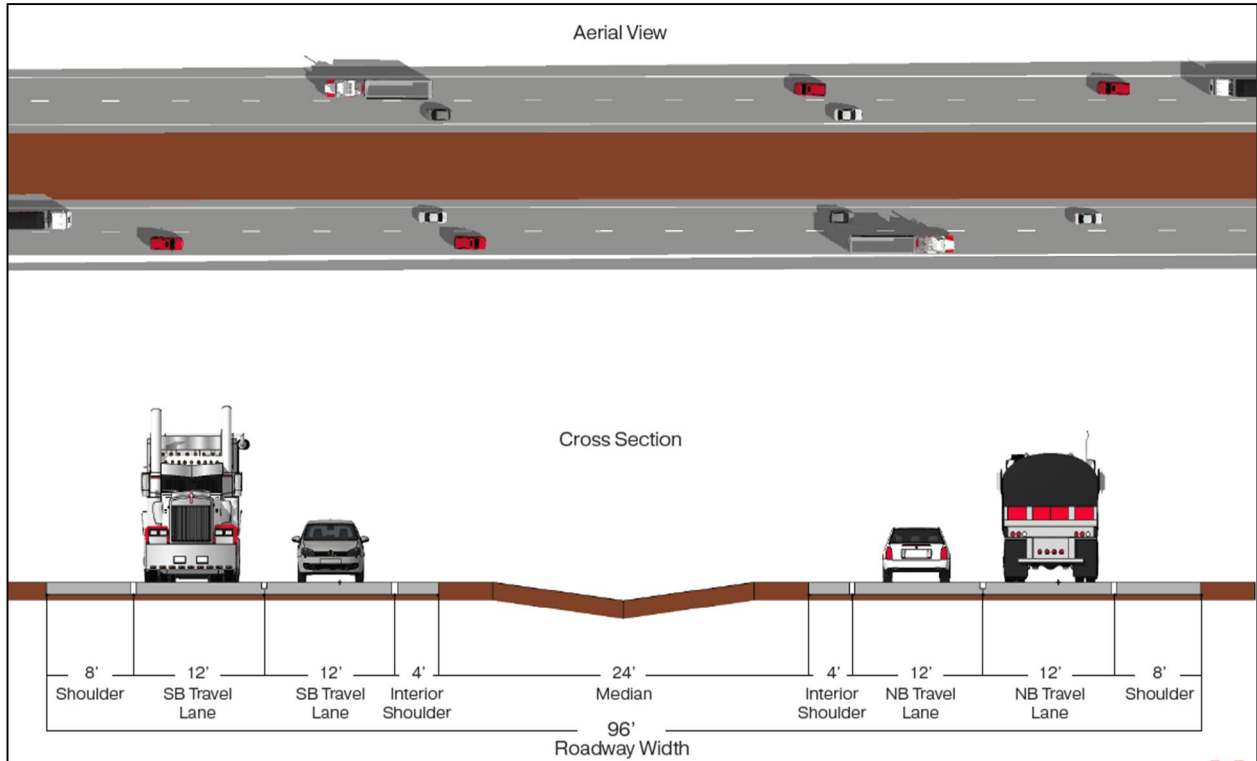 Aerial View
Cross Section
8' 12' 12' 4' 24' 4' 12' 12' 8'
Shoulder SB Travel SB Travel Interior Median Interior NB Travel NB Travel Shoulder
Lane Lane Shoulder Shoulder Lane Lane
96'
Roadway Width